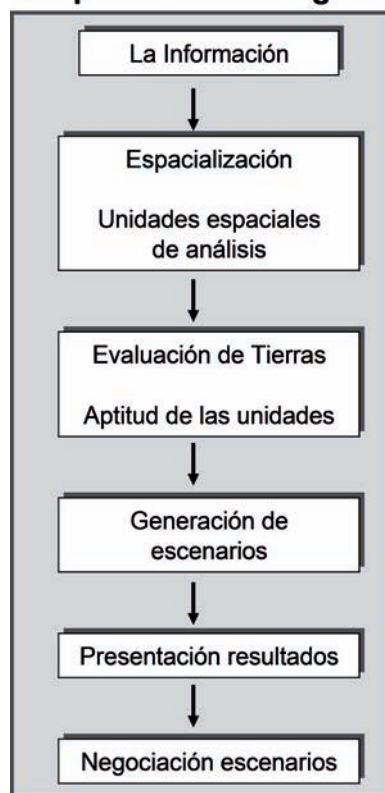 La Información
Espacialización
Unidades espaciales
de análisis
Evaluación de Tierras
Aptitud de las unidades
Generación de
escenarios
Presentación resultados
Negociación escenarios